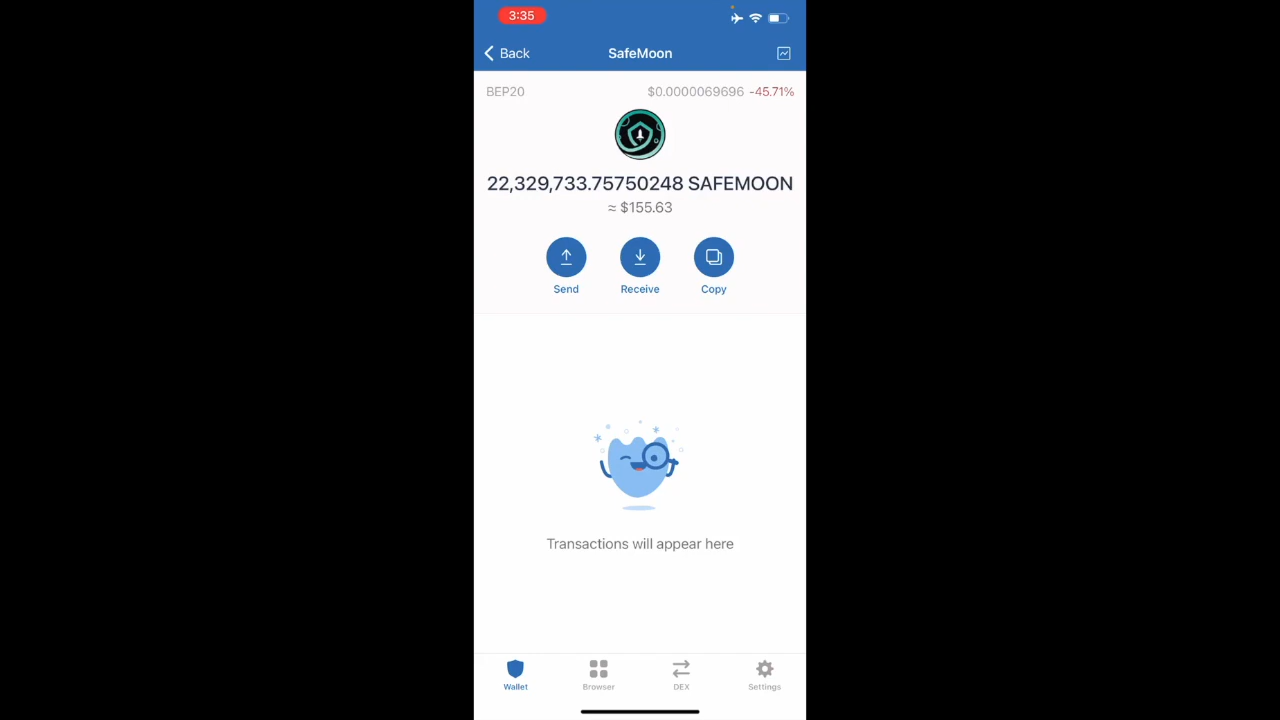 3:35
Back SafeMoon
BEP20 $0.0000069696 -45.71%
22,329,733.75750248 SAFEMOON
≈ $155.63
Send Receive Copy
Transactions will appear here
Wallet Browser DEX Settings